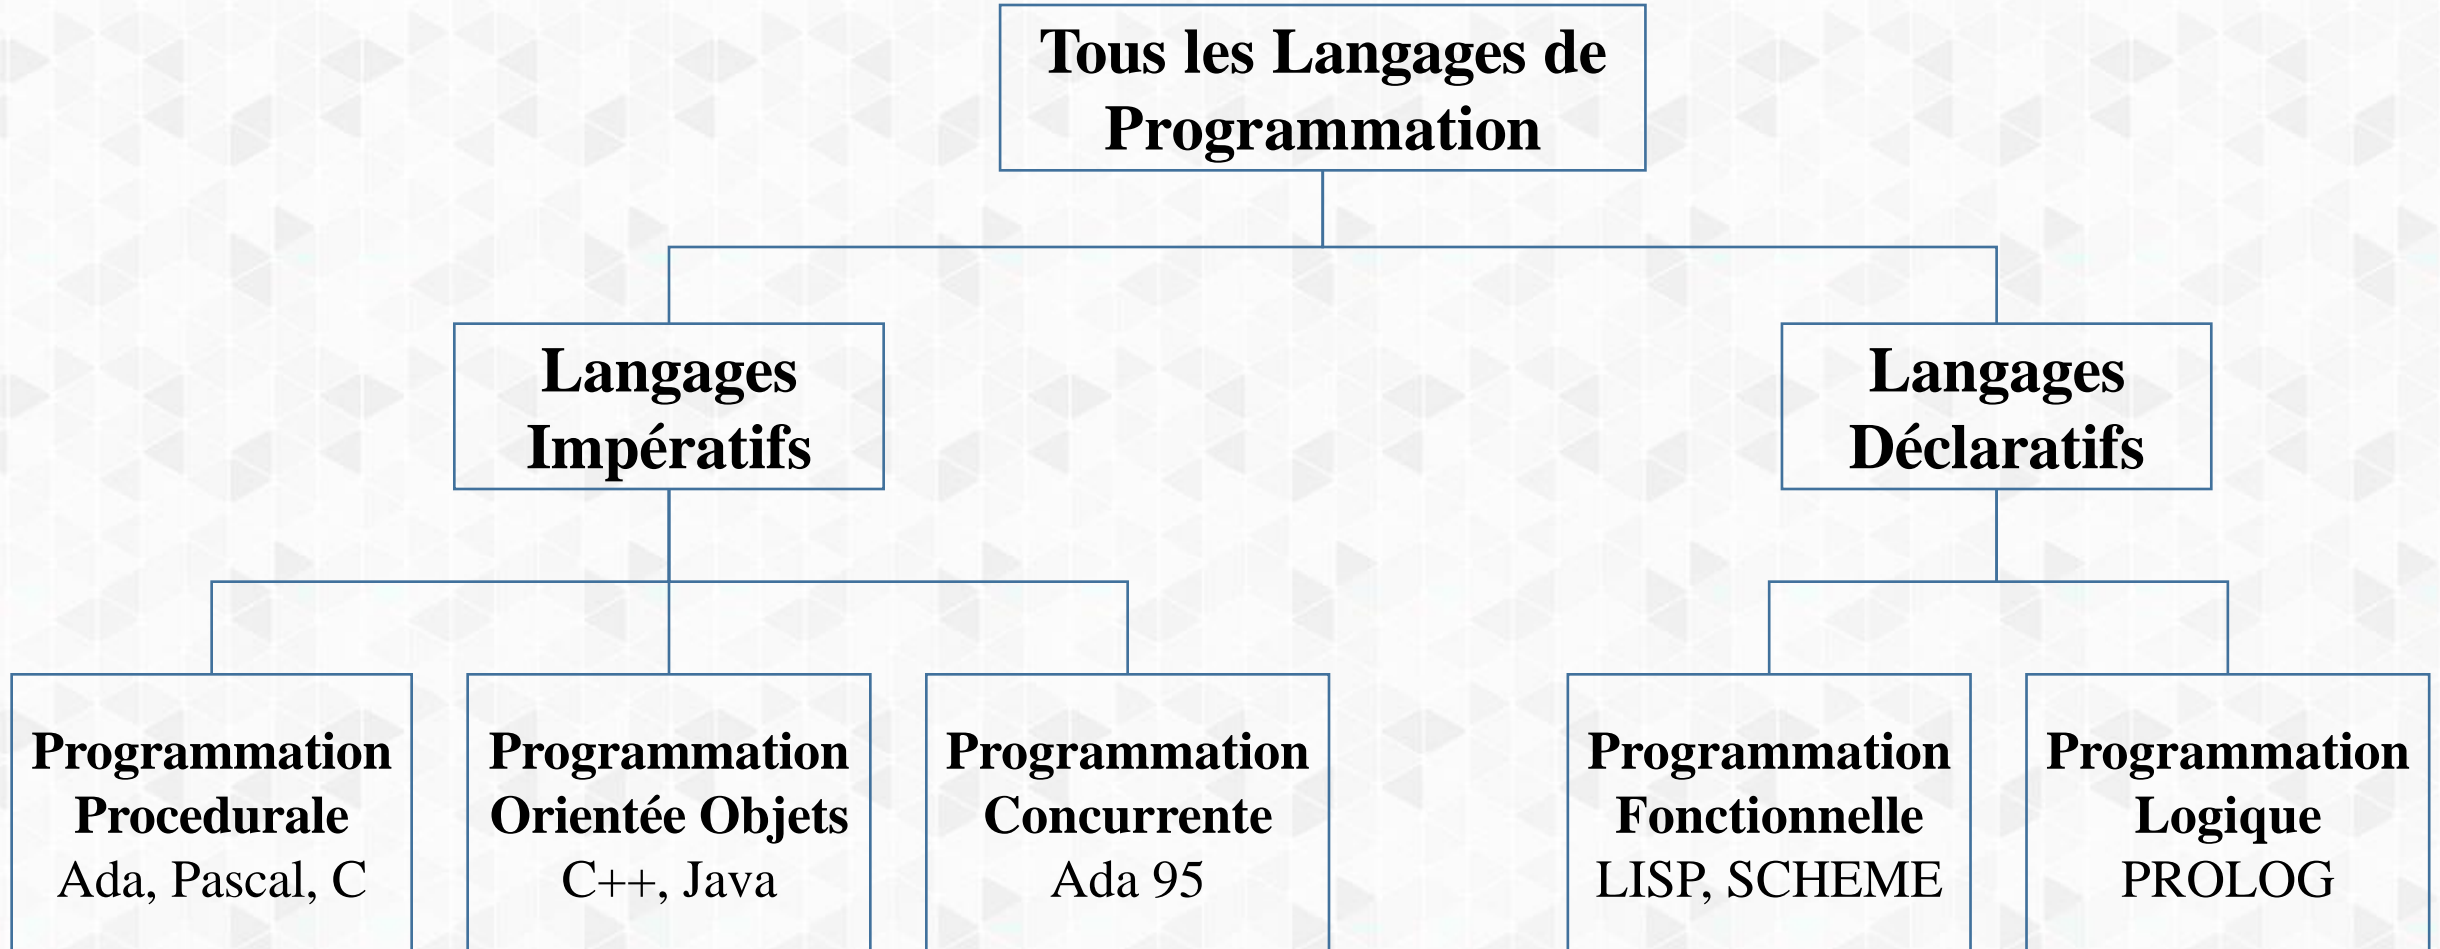 Tous les Langages de
Programmation
Langages
Impératifs
Langages
Déclaratifs
Programmation
Procedurale
Ada, Pascal, C
Programmation
Orientée Objets
C++, Java
Programmation
Concurrente
Ada 95
Programmation
Fonctionnelle
LISP, SCHEME
Programmation
Logique
PROLOG